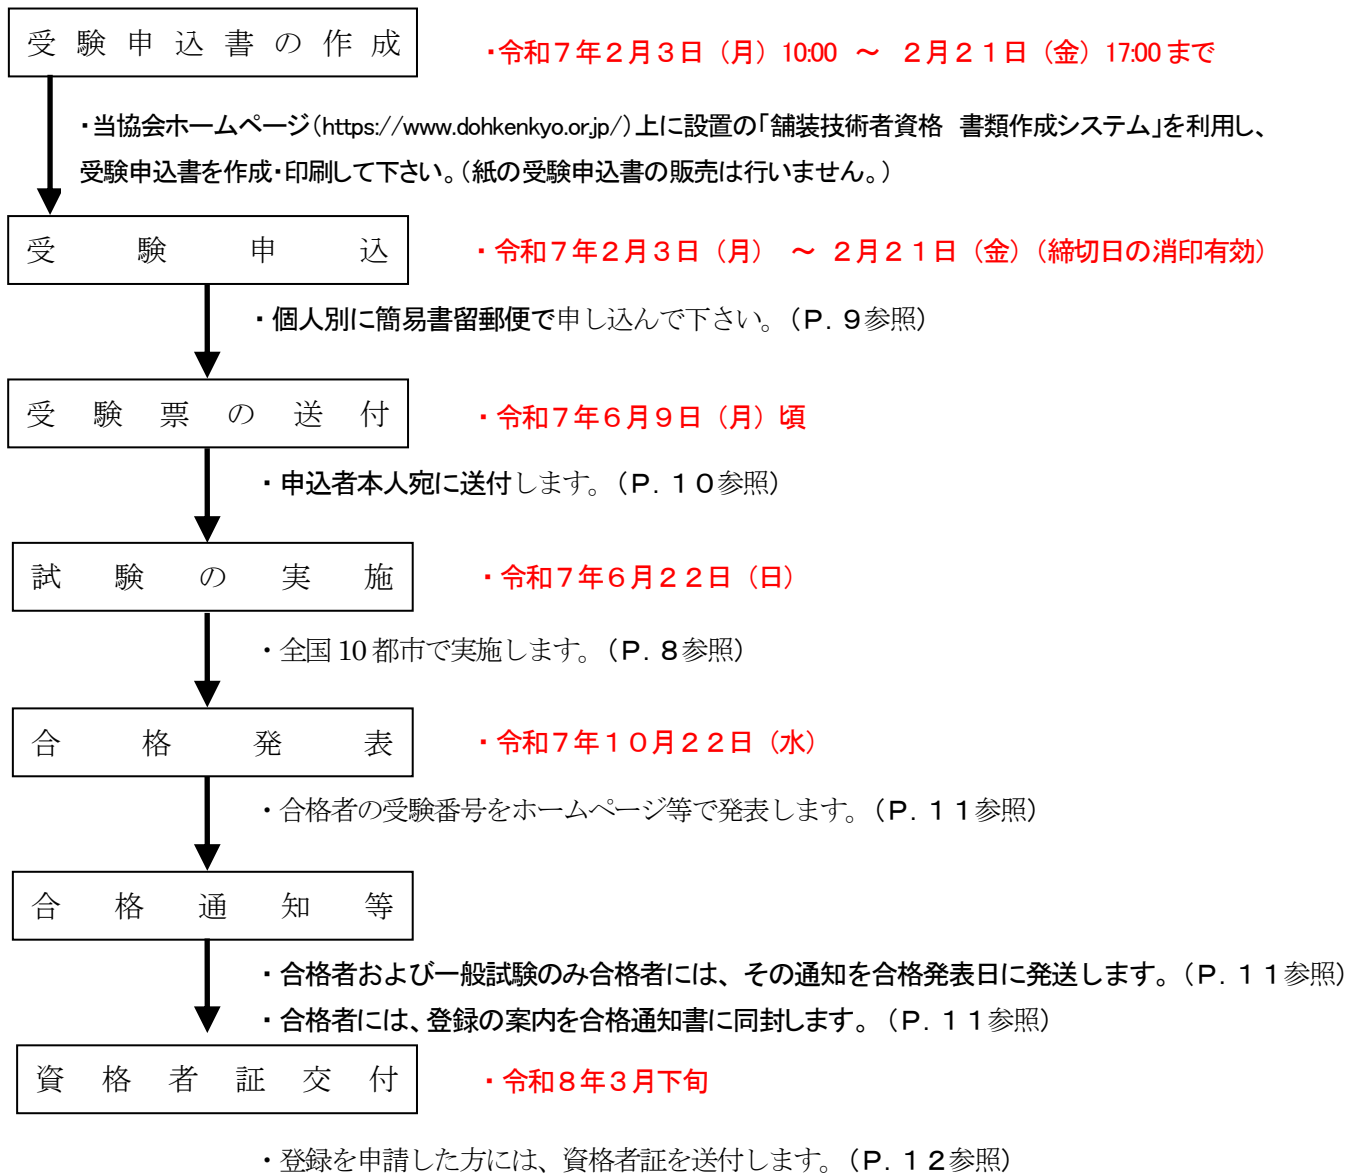 受験申込書の作成
・令和７年２月３日（月）10:00 ～ ２月２１日（金）17:00 まで
・当協会ホームページ（https://www.dohkenkyo.or.jp/）上に設置の「舗装技術者資格 書類作成システム」を利用し、
受験申込書を作成・印刷して下さい。（紙の受験申込書の販売は行いません。）
受験申込
・令和７年２月３日（月） ～ ２月２１日（金）（締切日の消印有効）
・個人別に簡易書留郵便で申し込んで下さい。（Ｐ．９参照）
受験票の送付
・令和７年６月９日（月）頃
・申込者本人宛に送付します。（Ｐ．１０参照）
試験の実施
・令和７年６月２２日（日）
・全国 10 都市で実施します。（Ｐ．８参照）
合格発表
・令和７年１０月２２日（水）
・合格者の受験番号をホームページ等で発表します。（Ｐ．１１参照）
合格通知等
・合格者および一般試験のみ合格者には、その通知を合格発表日に発送します。（Ｐ．１１参照）
・合格者には、登録の案内を合格通知書に同封します。（Ｐ．１１参照）
資格者証交付
・令和８年３月下旬
・登録を申請した方には、資格者証を送付します。（Ｐ．１２参照）